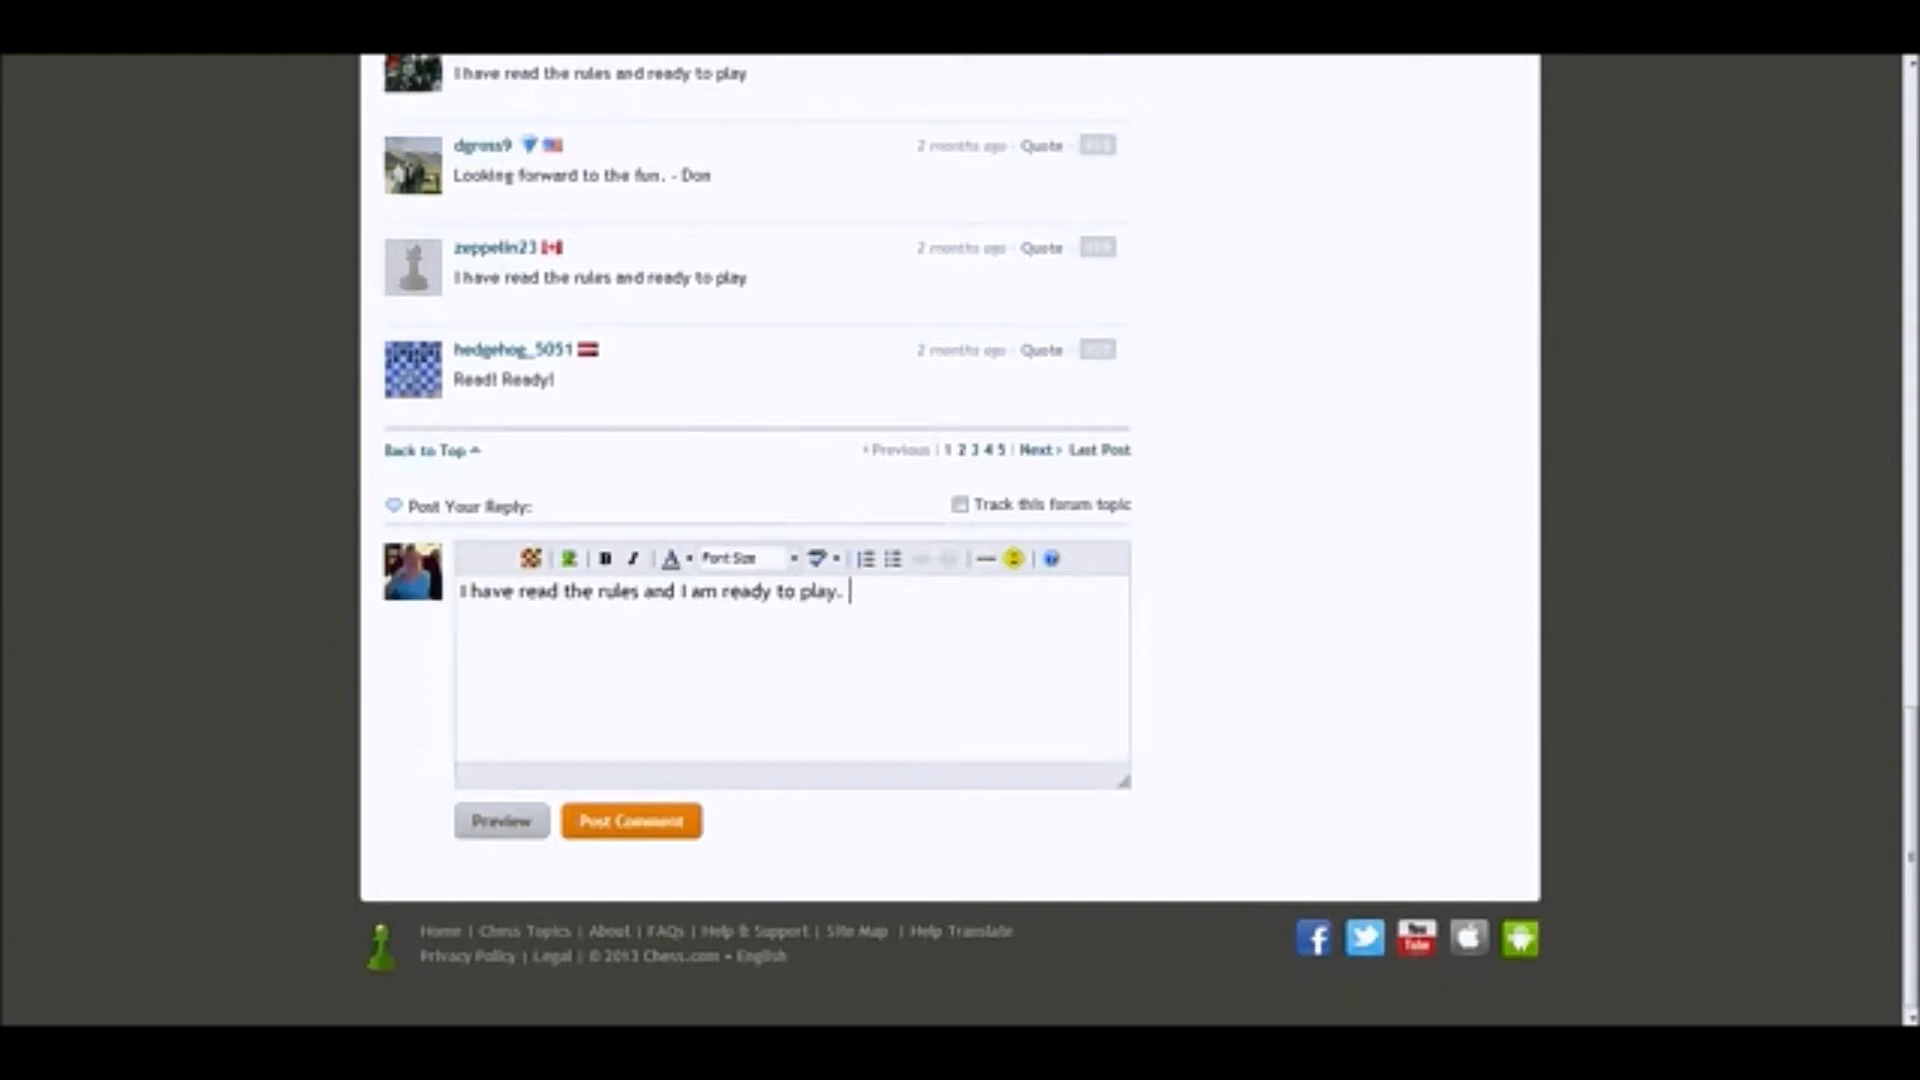 I have read the rules and ready to play
dgross9
2 months ago · Quote ·
Looking forward to the fun. - Don
zeppelin23
2 months ago · Quote ·
I have read the rules and ready to play
hedgehog_5051
2 months ago · Quote ·
Read! Ready!
Back to Top
‹ Previous | 1 2 3 4 5 | Next › Last Post
Post Your Reply:
Track this forum topic
B I A Font Size
I have read the rules and I am ready to play.
Preview
Post Comment
Home | Chess Topics | About | FAQs | Help & Support | Site Map | Help Translate
Privacy Policy | Legal | © 2013 Chess.com • English
You
Tube